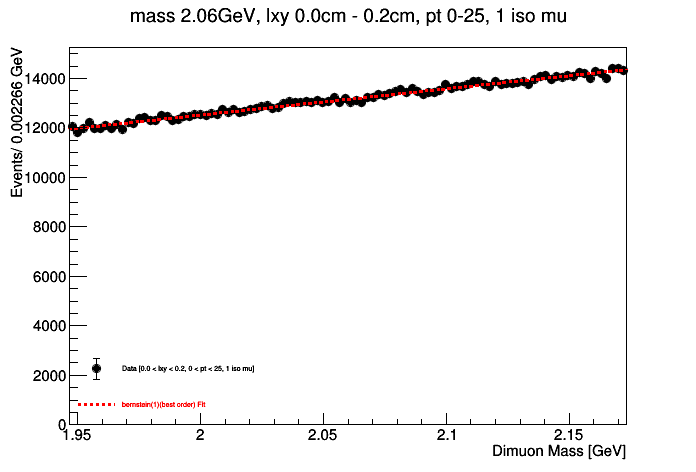 mass 2.06GeV, lxy 0.0cm - 0.2cm, pt 0-25, 1 iso mu
Events/ 0.002266 GeV
14000
12000
10000
8000
6000
4000
2000
0
Data [0.0 < lxy < 0.2, 0 < pt < 25, 1 iso mu]
bernstein(1)(best order) Fit
1.95 2 2.05 2.1 2.15
Dimuon Mass [GeV]